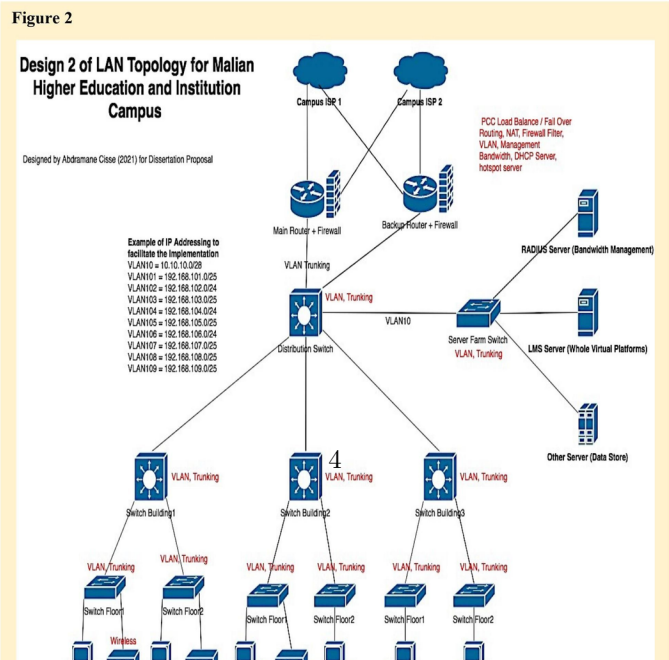 Figure 2
Design 2 of LAN Topology for Malian
Higher Education and Institution
Campus
Designed by Abdramane Cisse (2021) for Dissertation Proposal
Campus ISP 1
Campus ISP 2
PCC Load Balance / Fail Over
Routing, NAT, Firewall Filter,
VLAN, Management
Bandwidth, DHCP Server,
hotspot server
Main Router + Firewall
Backup Router + Firewall
RADIUS Server (Bandwidth Management)
Example of IP Addressing to
facilitate the Implementation
VLAN10 = 10.10.10.0/28
VLAN101 = 192.168.101.0/25
VLAN102 = 192.168.102.0/24
VLAN103 = 192.168.103.0/25
VLAN104 = 192.168.104.0/24
VLAN105 = 192.168.105.0/25
VLAN106 = 192.168.106.0/24
VLAN107 = 192.168.107.0/25
VLAN108 = 192.168.108.0/25
VLAN109 = 192.168.109.0/25
VLAN Trunking
VLAN, Trunking
Distribution Switch
VLAN10
Server Farm Switch
VLAN, Trunking
LMS Server (Whole Virtual Platforms)
Other Server (Data Store)
4
VLAN, Trunking
VLAN, Trunking
VLAN, Trunking
Switch Building1
Switch Building2
Switch Building3
VLAN, Trunking
VLAN, Trunking
VLAN, Trunking
VLAN, Trunking
VLAN, Trunking
VLAN, Trunking
Switch Floor1
Switch Floor2
Switch Floor1
Switch Floor2
Switch Floor1
Switch Floor2
Wireless